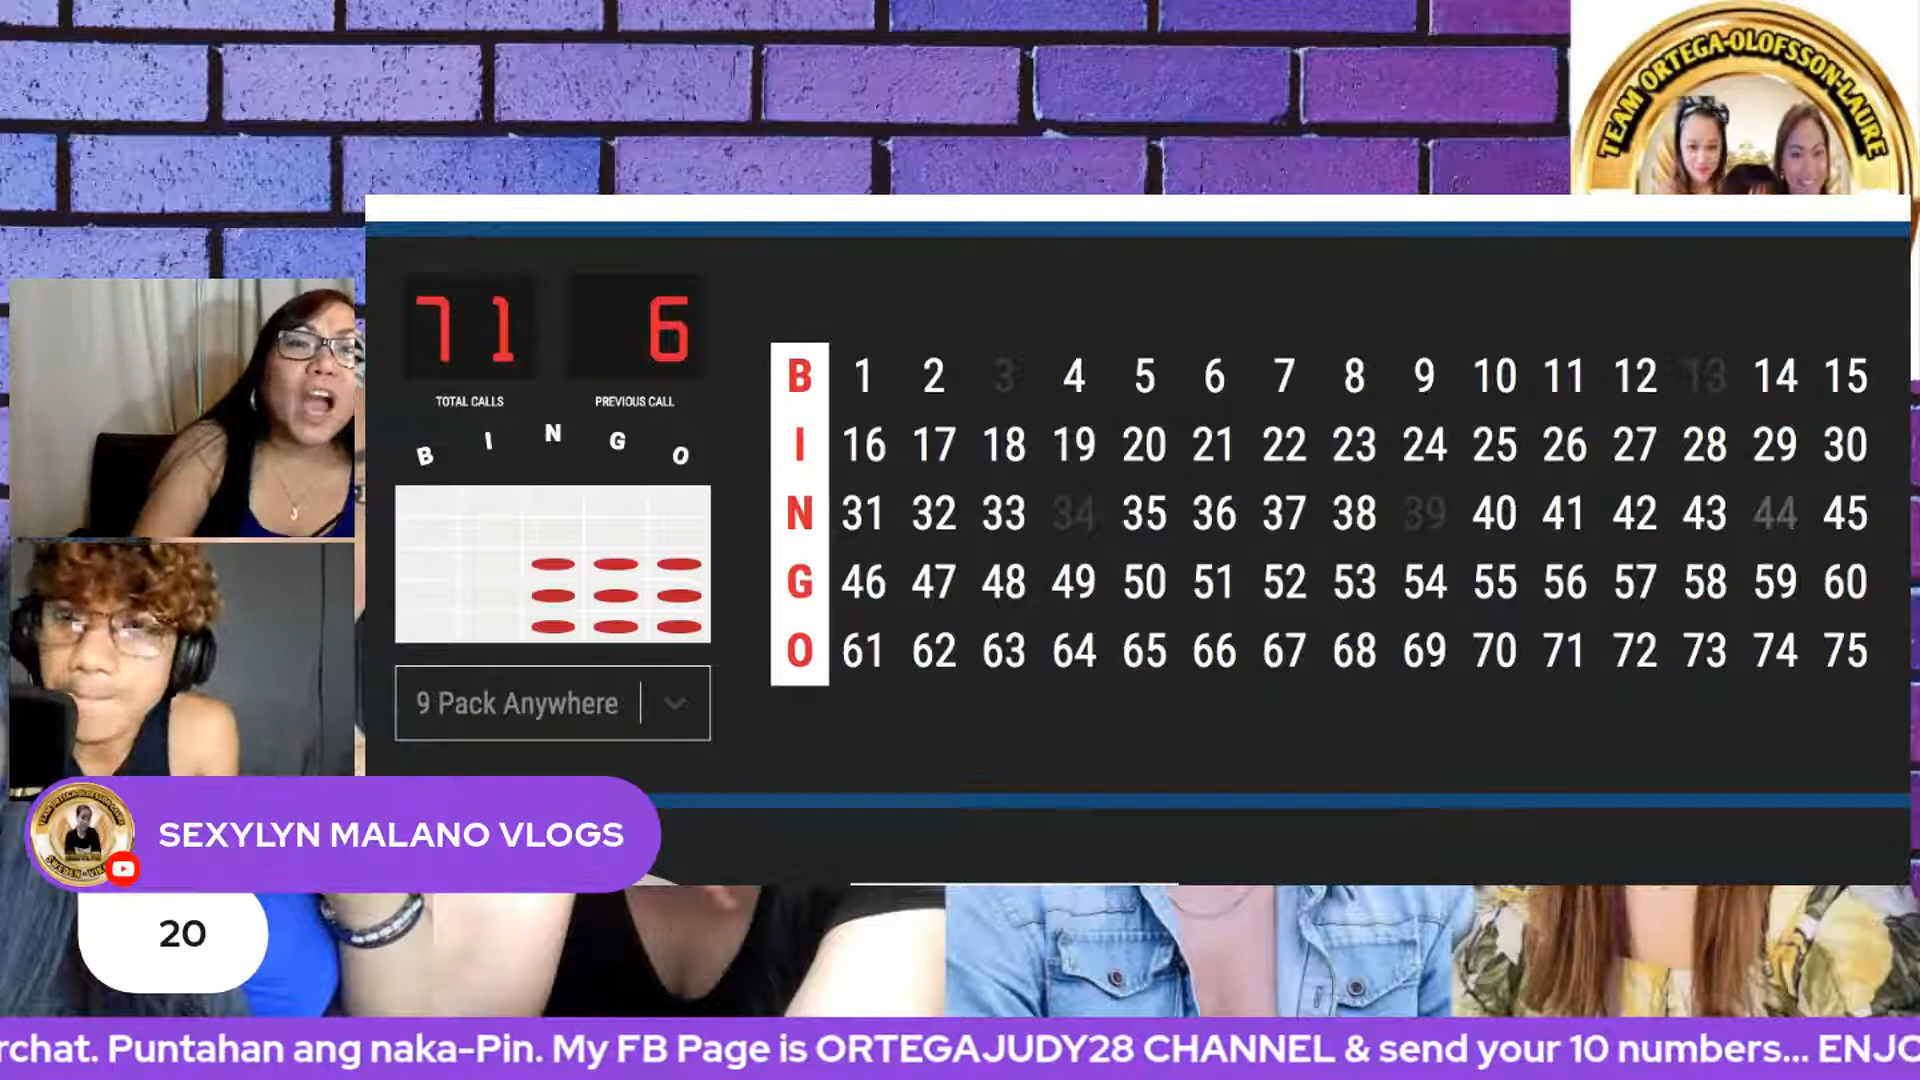 TEAM ORTEGA-OLOFSSON-LAURE
71 6
TOTAL CALLS PREVIOUS CALL
B I N G O
9 Pack Anywhere
B 1 2 3 4 5 6 7 8 9 10 11 12 13 14 15
I 16 17 18 19 20 21 22 23 24 25 26 27 28 29 30
N 31 32 33 34 35 36 37 38 39 40 41 42 43 44 45
G 46 47 48 49 50 51 52 53 54 55 56 57 58 59 60
O 61 62 63 64 65 66 67 68 69 70 71 72 73 74 75
SEXYLYN MALANO VLOGS
20
rchat. Puntahan ang naka-Pin. My FB Page is ORTEGAJUDY28 CHANNEL & send your 10 numbers... ENJO